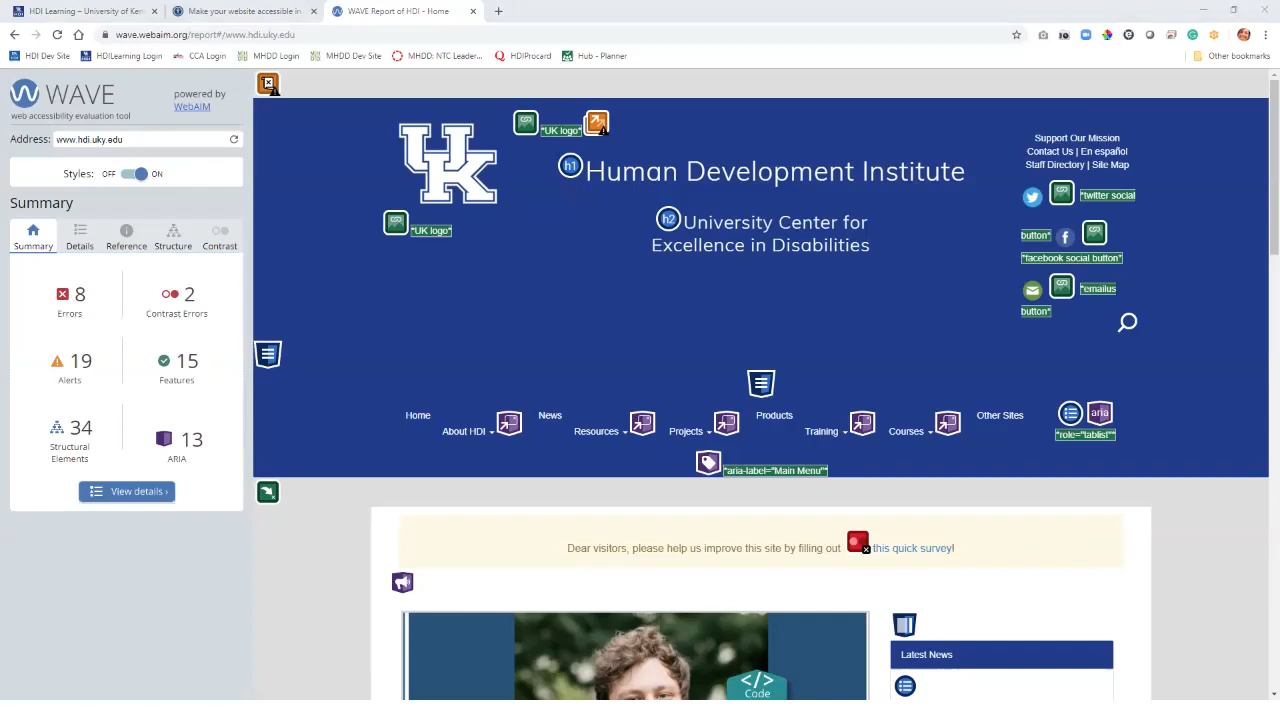 HDI Learning – University of Ken
Make your website accessible in
WAVE Report of HDI - Home
wave.webaim.org/report#/www.hdi.uky.edu
HDI Dev Site
HDILearning Login
CCA Login
MHDD Login
MHDD Dev Site
MHDD: NTC Leader...
HDIProcard
Hub - Planner
Other bookmarks
WAVE
web accessibility evaluation tool
powered by
WebAIM
Address: www.hdi.uky.edu
Styles: OFF ON
Summary
Summary
Details
Reference
Structure
Contrast
8
Errors
2
Contrast Errors
19
Alerts
15
Features
34
Structural
Elements
13
ARIA
View details ›
UK
*UK logo*
*UK logo*
h1 Human Development Institute
h2 University Center for
Excellence in Disabilities
Support Our Mission
Contact Us | En español
Staff Directory | Site Map
*twitter social
button*
*facebook social button*
*emailus
button*
Home
About HDI
News
Resources
Projects
Products
Training
Courses
Other Sites
aria
*role="tablist"*
*aria-label="Main Menu"*
Dear visitors, please help us improve this site by filling out this quick survey!
</>
Code
Latest News